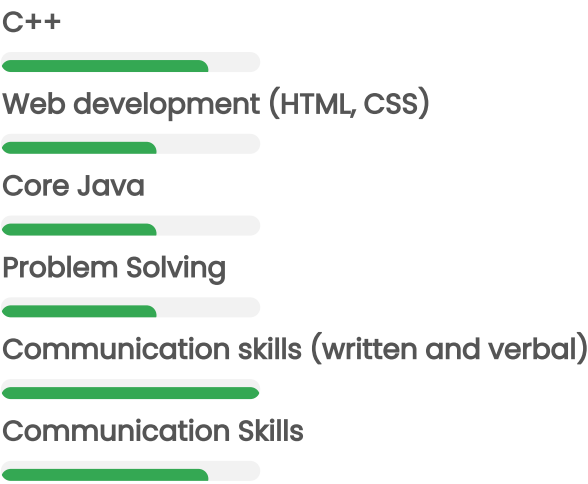 C++
Web development (HTML, CSS)
Core Java
Problem Solving
Communication skills (written and verbal)
Communication Skills